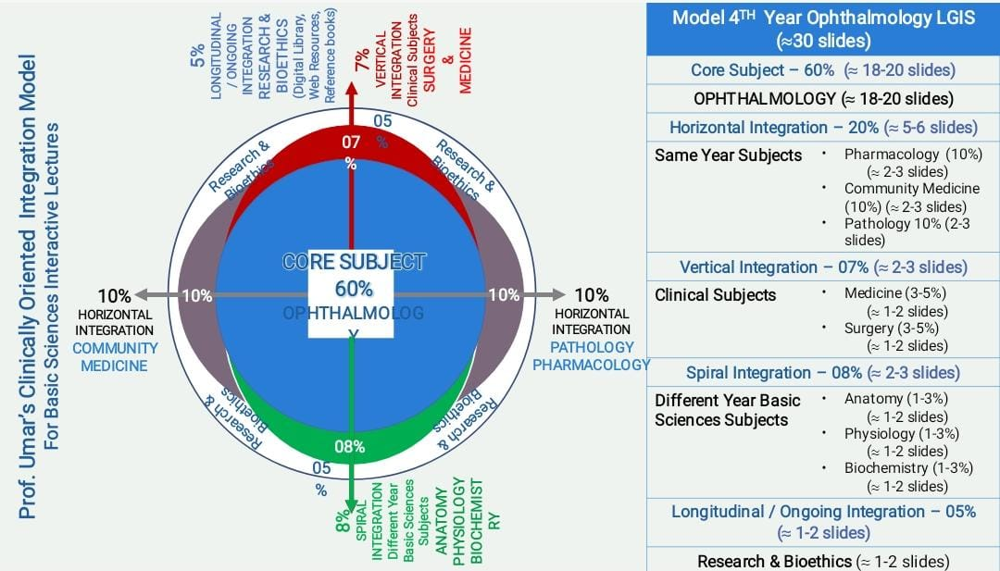 Prof. Umar's Clinically Oriented Integration Model
For Basic Sciences Interactive Lectures
5%
LONGITUDINAL
/ ONGOING
INTEGRATION
RESEARCH &
BIOETHICS
(Digital Library,
Web Resources,
Reference books)
7%
VERTICAL
INTEGRATION
Clinical Subjects
SURGERY
&
MEDICINE
05
%
07
%
Research &
Bioethics
Research &
Bioethics
CORE SUBJECT
60%
OPHTHALMOLOG
Y
10%
HORIZONTAL
INTEGRATION
COMMUNITY
MEDICINE
10%
10%
10%
HORIZONTAL
INTEGRATION
PATHOLOGY
PHARMACOLOGY
Research &
Bioethics
Research &
Bioethics
08%
05
%
8%
SPIRAL
INTEGRATION
Different Year
Basic Sciences
Subjects
ANATOMY
PHYSIOLOGY
BIOCHEMIST
RY
Model 4TH Year Ophthalmology LGIS
(≈30 slides)
Core Subject – 60% (≈ 18-20 slides)
OPHTHALMOLOGY (≈ 18-20 slides)
Horizontal Integration – 20% (≈ 5-6 slides)
Same Year Subjects
• Pharmacology (10%)
(≈ 2-3 slides)
• Community Medicine
(10%) (≈ 2-3 slides)
• Pathology 10% (2-3
slides)
Vertical Integration – 07% (≈ 2-3 slides)
Clinical Subjects
• Medicine (3-5%)
(≈ 1-2 slides)
• Surgery (3-5%)
(≈ 1-2 slides)
Spiral Integration – 08% (≈ 2-3 slides)
Different Year Basic
Sciences Subjects
• Anatomy (1-3%)
(≈ 1-2 slides)
• Physiology (1-3%)
(≈ 1-2 slides)
• Biochemistry (1-3%)
(≈ 1-2 slides)
Longitudinal / Ongoing Integration – 05%
(≈ 1-2 slides)
Research & Bioethics (≈ 1-2 slides)